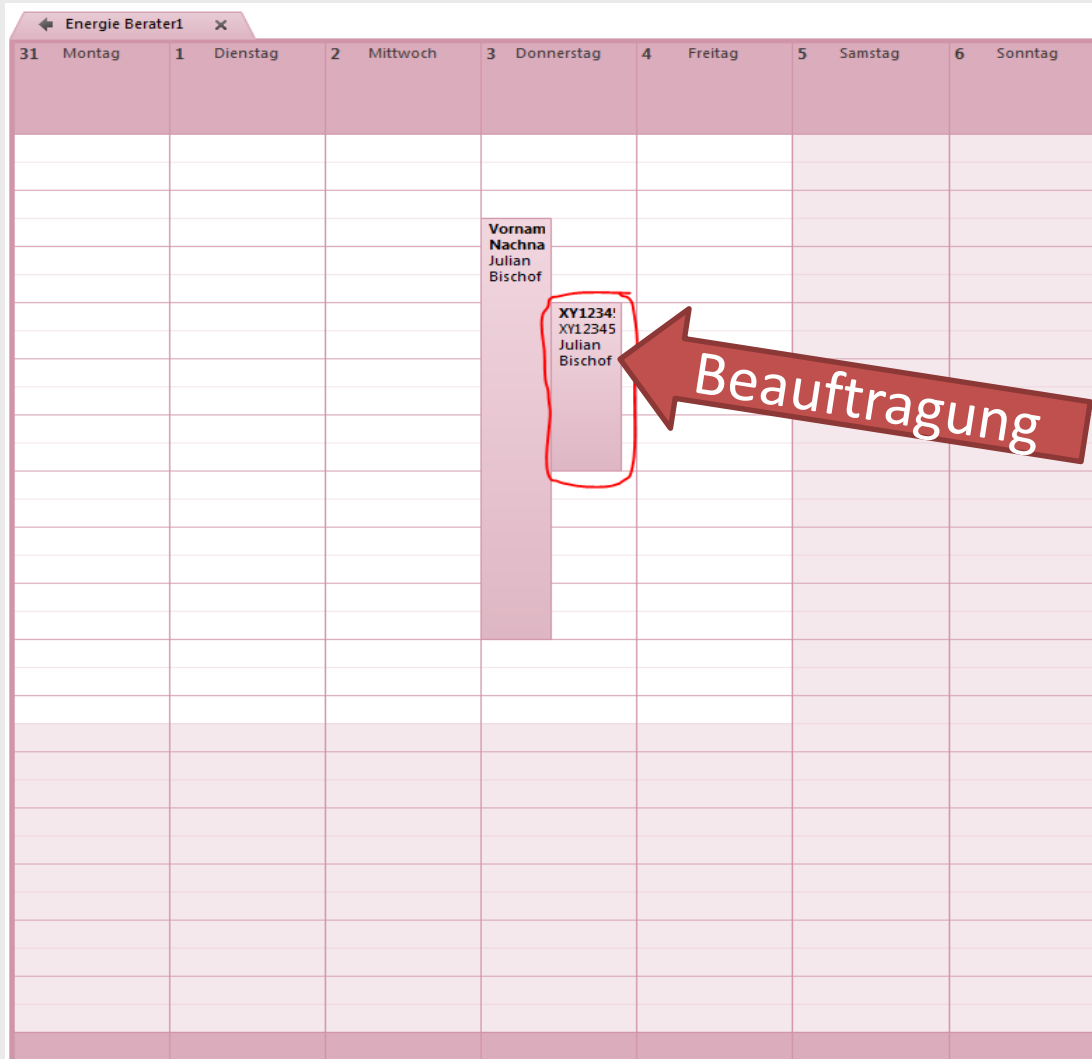 Energie Berater1
31 Montag 1 Dienstag 2 Mittwoch 3 Donnerstag 4 Freitag 5 Samstag 6 Sonntag
Vornam
Nachna
Julian
Bischof
XY1234
XY12345
Julian
Bischof
Beauftragung